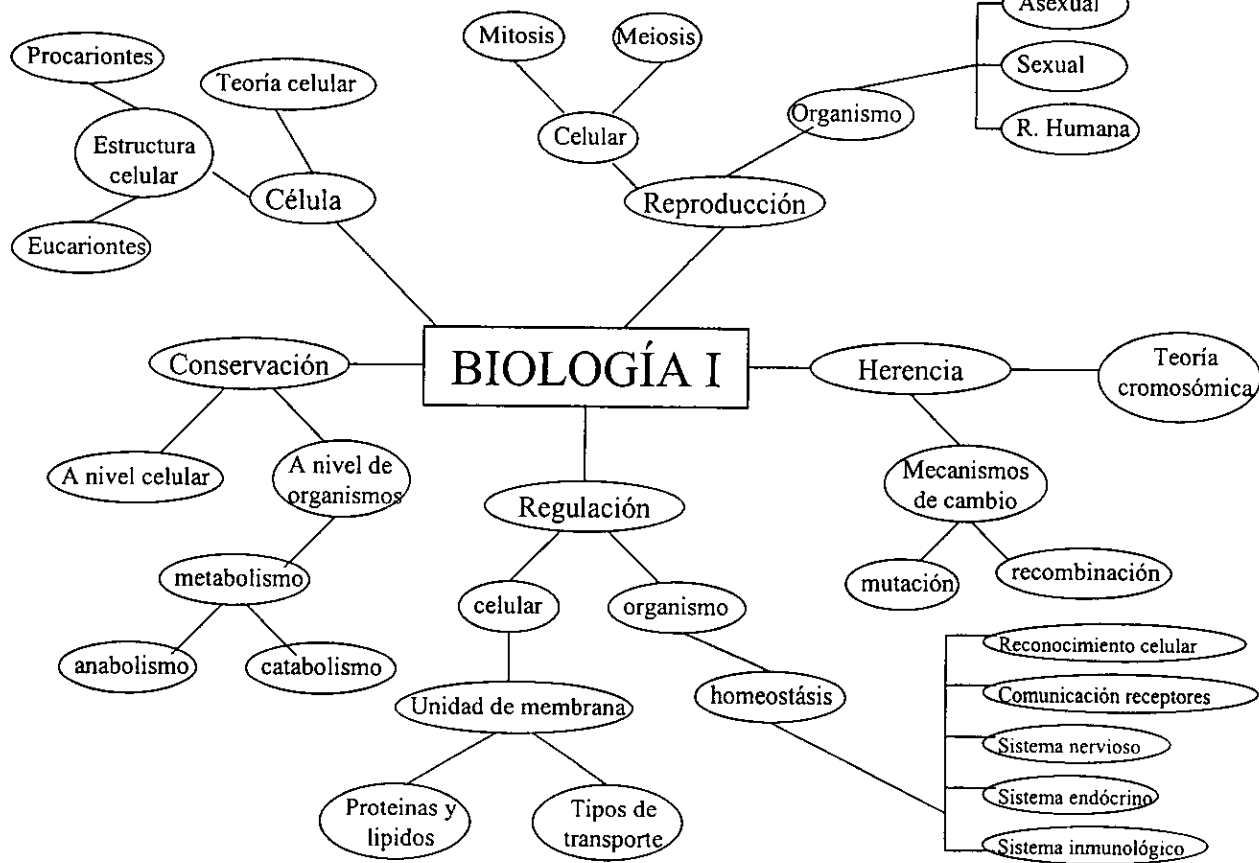 Asexual
Mitosis
Meiosis
Procariontes
Teoría celular
Sexual
Organismo
Celular
R. Humana
Estructura
celular
Célula
Reproducción
Eucariontes
BIOLOGÍA I
Conservación
Herencia
Teoría
cromosómica
A nivel celular
A nivel de
organismos
Mecanismos
de cambio
Regulación
metabolismo
mutación
recombinación
celular
organismo
anabolismo
catabolismo
Reconocimiento celular
Unidad de membrana
homeostásis
Comunicación receptores
Sistema nervioso
Proteinas y
lipidos
Tipos de
transporte
Sistema endócrino
Sistema inmunológico